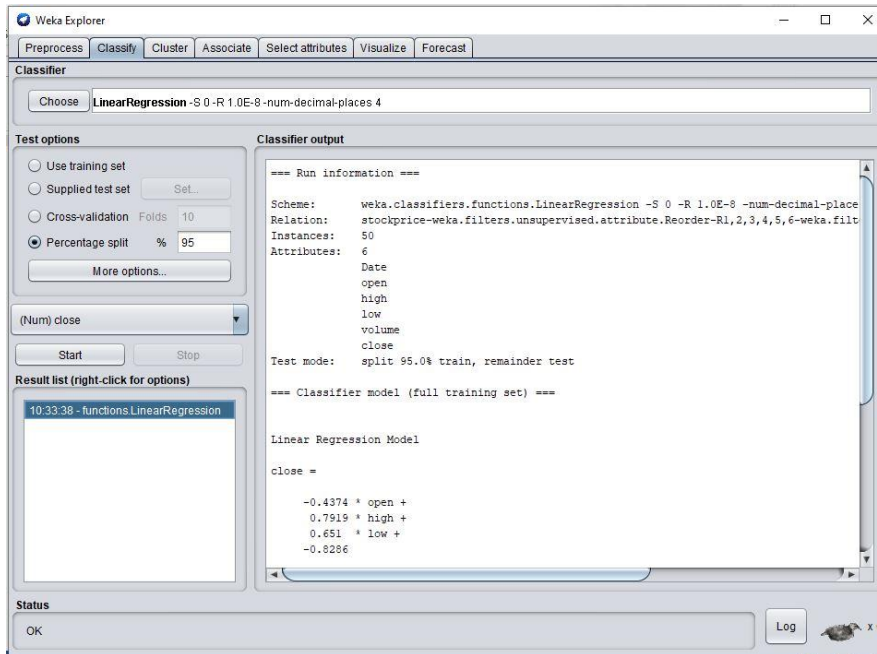 Weka Explorer
Preprocess Classify Cluster Associate Select attributes Visualize Forecast
Classifier
Choose LinearRegression -S 0 -R 1.0E-8 -num-decimal-places 4
Test options
Use training set
Supplied test set Set...
Cross-validation Folds 10
Percentage split % 95
More options...
(Num) close
Start Stop
Result list (right-click for options)
10:33:38 - functions.LinearRegression
Classifier output
=== Run information ===
Scheme: weka.classifiers.functions.LinearRegression -S 0 -R 1.0E-8 -num-decimal-place
Relation: stockprice-weka.filters.unsupervised.attribute.Reorder-R1,2,3,4,5,6-weka.filt
Instances: 50
Attributes: 6
Date
open
high
low
volume
close
Test mode: split 95.0% train, remainder test
=== Classifier model (full training set) ===
Linear Regression Model
close =
-0.4374 * open +
0.7919 * high +
0.651 * low +
-0.8286
Status
OK
Log
x